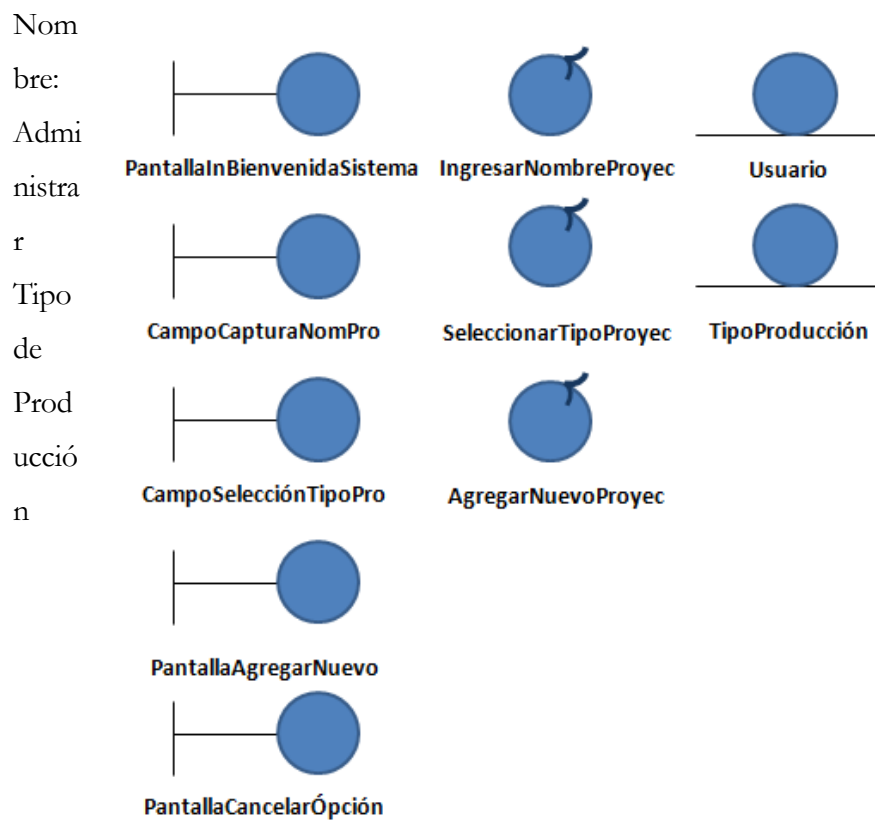 Nom
bre:
Admi
nistra
r
Tipo
de
Prod
ucció
n
PantallaInBienvenidaSistema
IngresarNombreProyec
Usuario
CampoCapturaNomPro
SeleccionarTipoProyec
TipoProducción
CampoSelecciónTipoPro
AgregarNuevoProyec
PantallaAgregarNuevo
PantallaCancelarÓpción